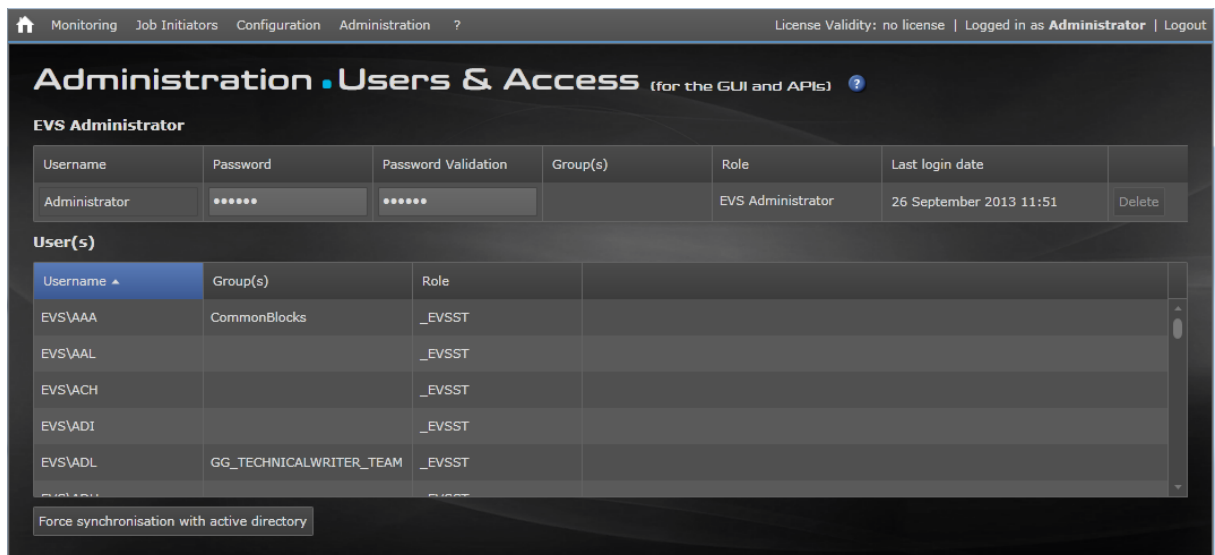 Monitoring Job Initiators Configuration Administration ? License Validity: no license | Logged in as Administrator | Logout
Administration Users & Access (for the GUI and APIs) ?
EVS Administrator
Username Password Password Validation Group(s) Role Last login date
Administrator •••••• •••••• EVS Administrator 26 September 2013 11:51 Delete
User(s)
Username Group(s) Role
EVS\AAA CommonBlocks _EVSST
EVS\AAL _EVSST
EVS\ACH _EVSST
EVS\ADI _EVSST
EVS\ADL GG_TECHNICALWRITER_TEAM _EVSST
Force synchronisation with active directory